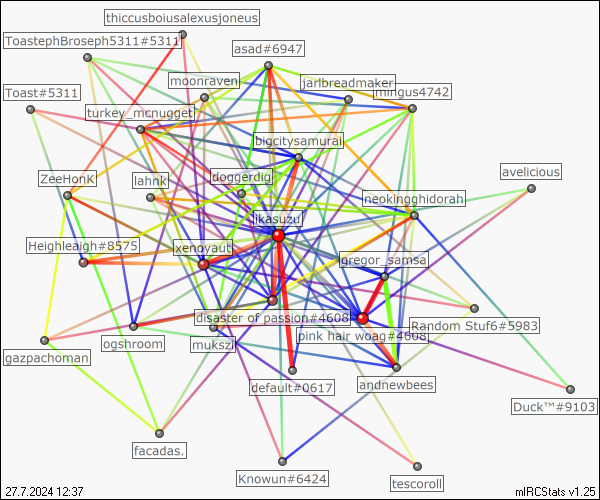 thiccusboiusalexusjoneus
ToastephBroseph5311#5311
asad#6947
moonraven
jarlbreadmaker
mingus4742
Toast#5311
turkey_mcnugget
bigcitysamurai
ZeeHonK
lahnk
doggerdig
avelicious
neokingghidorah
ikasuzu
Heighleaigh#8575
xenoyaut
gregor_samsa
disaster of passion#4608
pink hair woag#4608
Random Stuf6#5983
gazpachoman
ogshroom
mukszi
default#0617
andnewbees
Duck™#9103
facadas.
Knowun#6424
tescoroll
27.7.2024 12:37
mIRCStats v1.25